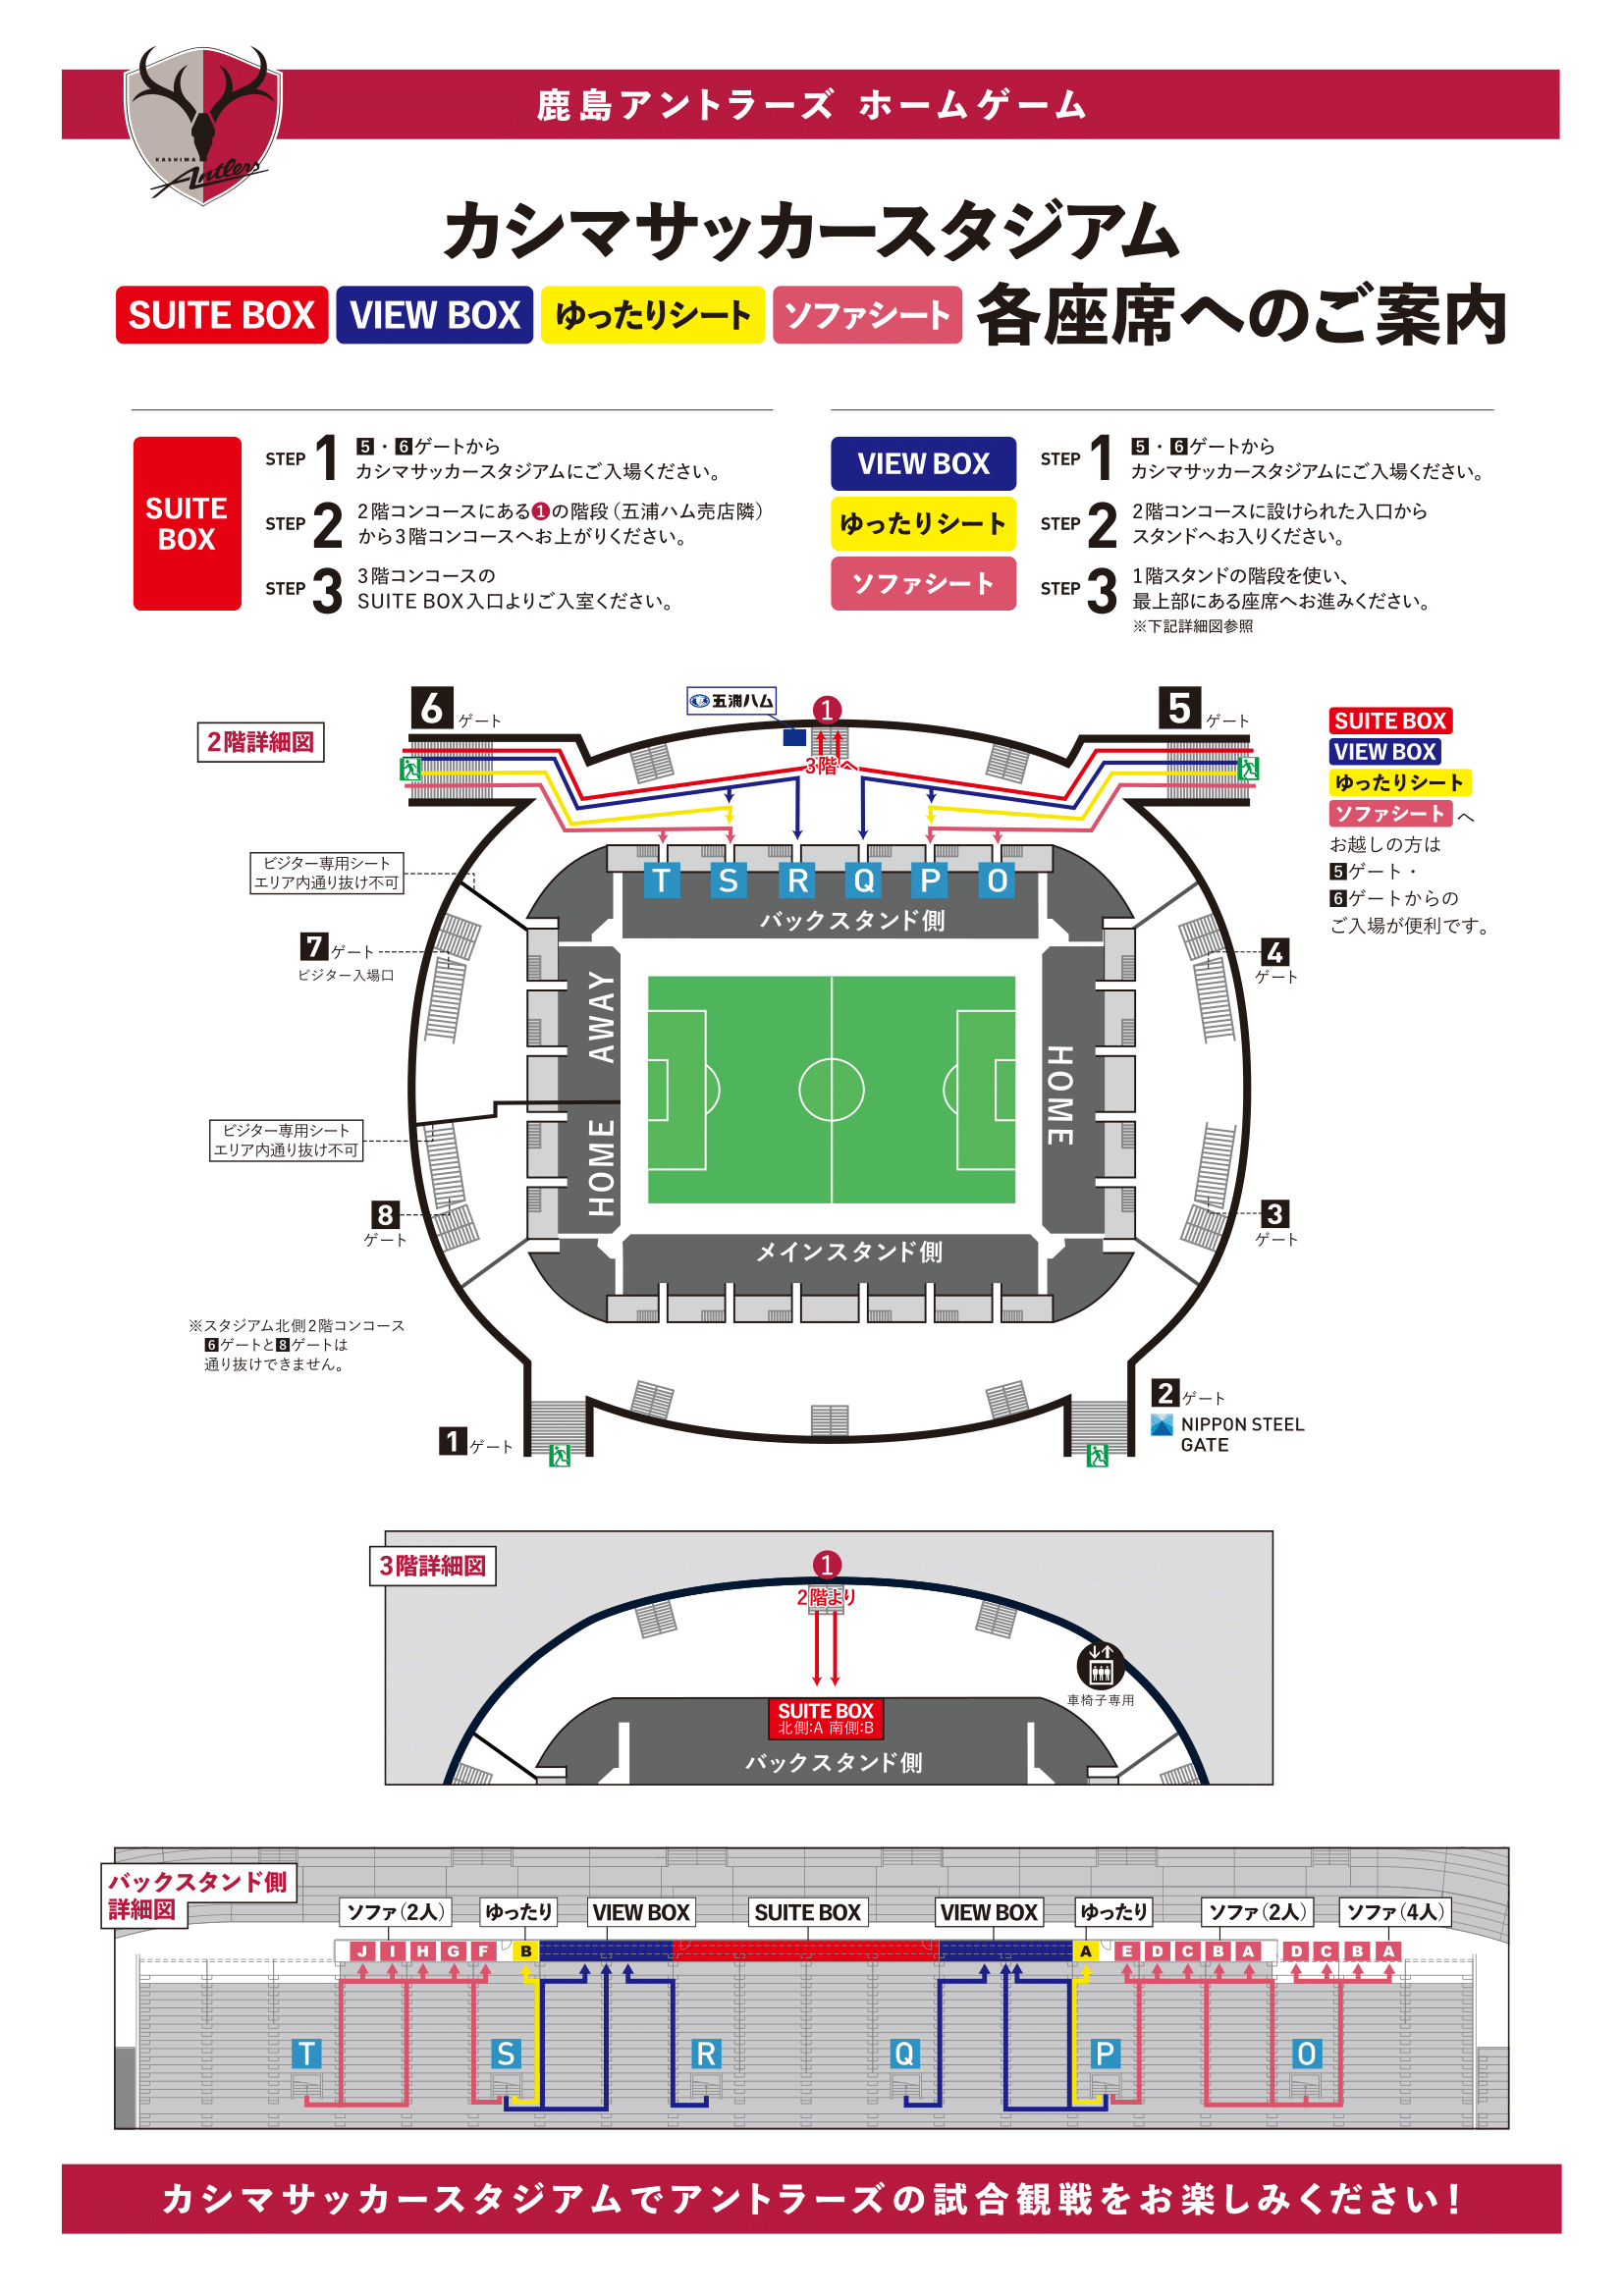 鹿島アントラーズ ホームゲーム
KASHIMA
Antlers
カシマサッカースタジアム
SUITE BOX VIEW BOX ゆったりシート ソファシート 各座席へのご案内
SUITE
BOX
STEP 1 5・6ゲートから
カシマサッカースタジアムにご入場ください。
STEP 2 2階コンコースにある1の階段（五浦ハム売店隣）
から3階コンコースへお上がりください。
STEP 3 3階コンコースの
SUITE BOX入口よりご入室ください。
VIEW BOX
ゆったりシート
ソファシート
STEP 1 5・6ゲートから
カシマサッカースタジアムにご入場ください。
STEP 2 2階コンコースに設けられた入口から
スタンドへお入りください。
STEP 3 1階スタンドの階段を使い、
最上部にある座席へお進みください。
※下記詳細図参照
2階詳細図
6 ゲート
五浦ハム
1
3階へ
5 ゲート
SUITE BOX
VIEW BOX
ゆったりシート
ソファシート へ
お越しの方は
5ゲート・
6ゲートからの
ご入場が便利です。
ビジター専用シート
エリア内通り抜け不可
T S R Q P O
バックスタンド側
7 ゲート
ビジター入場口
4
ゲート
AWAY
HOME
HOME
ビジター専用シート
エリア内通り抜け不可
8
ゲート
3
ゲート
メインスタンド側
※スタジアム北側2階コンコース
6ゲートと8ゲートは
通り抜けできません。
1 ゲート
2 ゲート
NIPPON STEEL
GATE
3階詳細図
1
2階より
車椅子専用
SUITE BOX
北側:A 南側:B
バックスタンド側
バックスタンド側
詳細図
ソファ（2人） ゆったり VIEW BOX SUITE BOX VIEW BOX ゆったり ソファ（2人） ソファ（4人）
J I H G F B A E D C B A D C B A
T S R Q P O
カシマサッカースタジアムでアントラーズの試合観戦をお楽しみください！